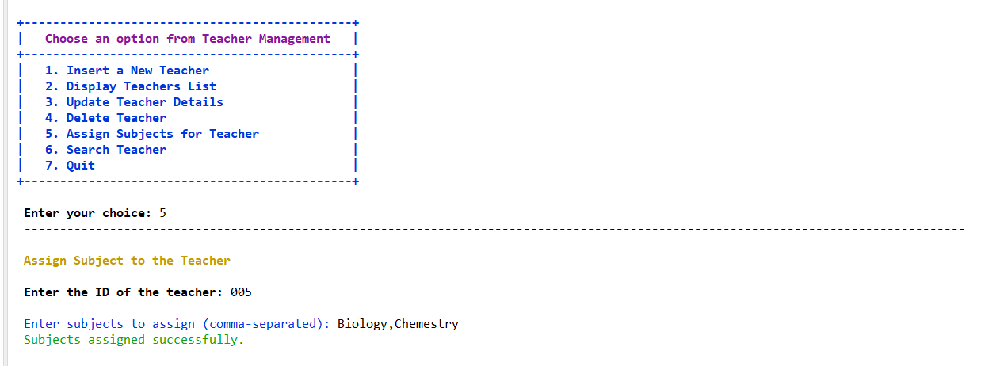 +----------------------------------------------+
|   Choose an option from Teacher Management   |
+----------------------------------------------+
|   1. Insert a New Teacher                    |
|   2. Display Teachers List                   |
|   3. Update Teacher Details                  |
|   4. Delete Teacher                          |
|   5. Assign Subjects for Teacher             |
|   6. Search Teacher                          |
|   7. Quit                                    |
+----------------------------------------------+
Enter your choice: 5
------------------------------------------------------------------------------------------------------------------------------------
Assign Subject to the Teacher
Enter the ID of the teacher: 005
Enter subjects to assign (comma-separated): Biology,Chemestry
Subjects assigned successfully.